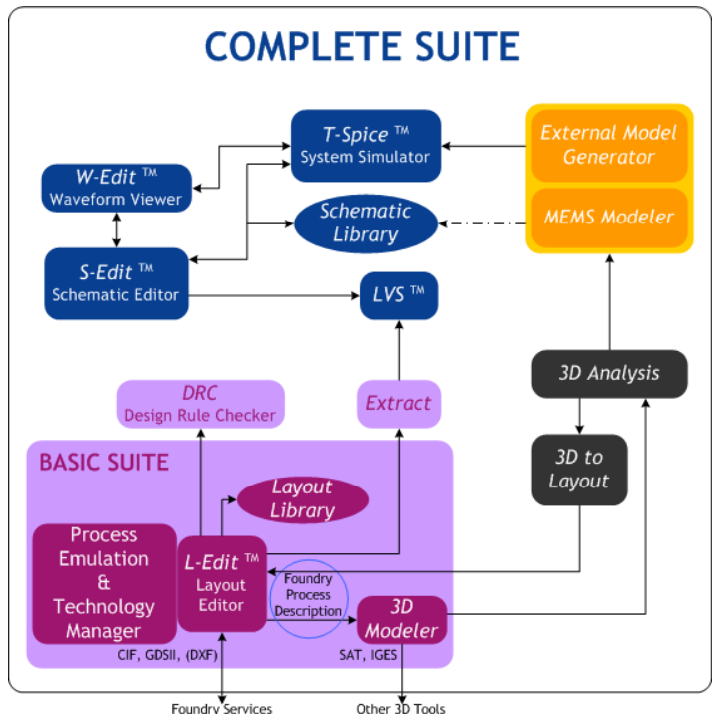 COMPLETE SUITE
T-Spice ™
System Simulator
External Model
Generator
W-Edit ™
Waveform Viewer
Schematic
Library
MEMS Modeler
S-Edit ™
Schematic Editor
LVS ™
3D Analysis
DRC
Design Rule Checker
Extract
3D to
Layout
BASIC SUITE
Layout
Library
Process
Emulation
&
Technology
Manager
L-Edit ™
Layout
Editor
Foundry
Process
Description
3D
Modeler
CIF, GDSII, (DXF)
SAT, IGES
Foundry Services
Other 3D Tools